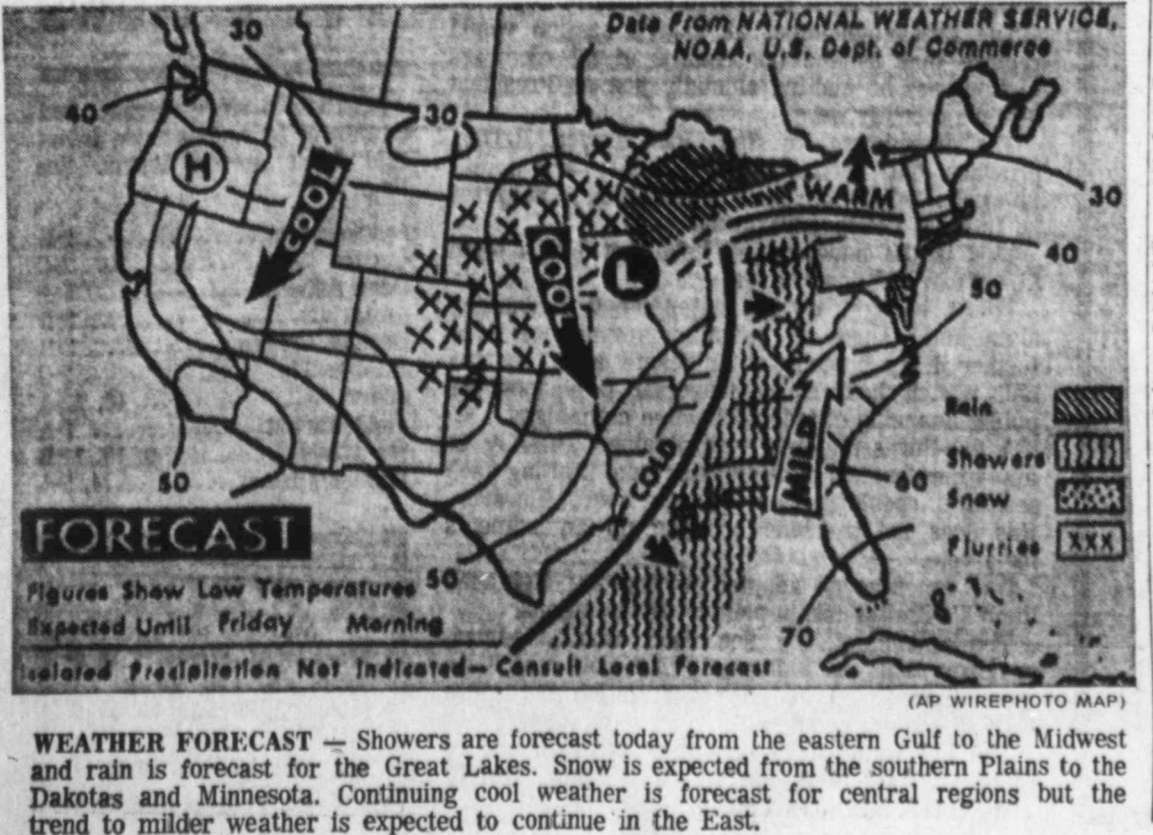 Data From NATIONAL WEATHER SERVICE,
NOAA, U.S. Dept. of Commerce
30
40
30
H
COOL
COOL
L
WARM
30
40
50
COLD
MILD
Rain
Showers
Snow
Flurries
XXX
60
50
50
70
FORECAST
Figures Show Low Temperatures
Expected Until Friday Morning
Isolated Precipitation Not Indicated— Consult Local Forecast
(AP WIREPHOTO MAP)
WEATHER FORECAST — Showers are forecast today from the eastern Gulf to the Midwest
and rain is forecast for the Great Lakes. Snow is expected from the southern Plains to the
Dakotas and Minnesota. Continuing cool weather is forecast for central regions but the
trend to milder weather is expected to continue in the East.